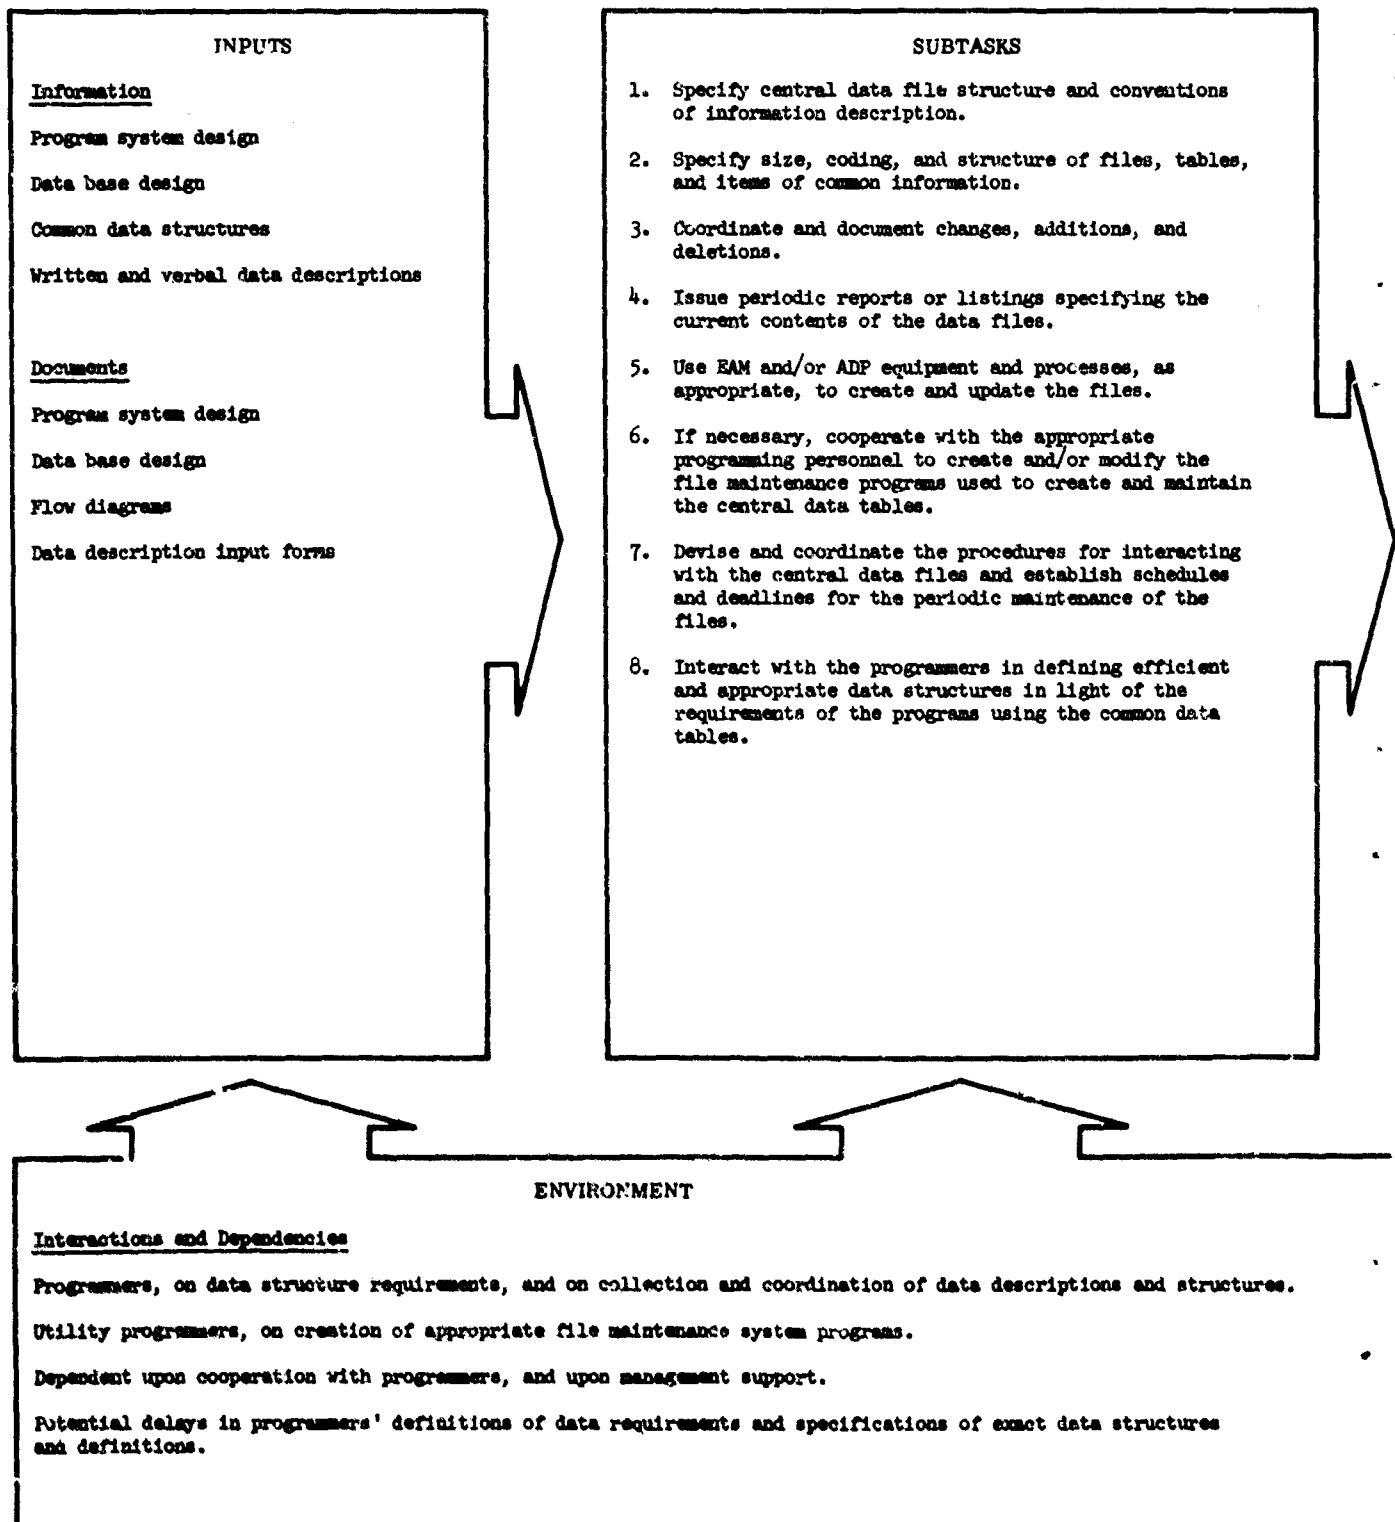 INPUTS
Information
Program system design
Data base design
Common data structures
Written and verbal data descriptions
Documents
Program system design
Data base design
Flow diagrams
Data description input forms
SUBTASKS
1. Specify central data file structure and conventions
of information description.
2. Specify size, coding, and structure of files, tables,
and items of common information.
3. Coordinate and document changes, additions, and
deletions.
4. Issue periodic reports or listings specifying the
current contents of the data files.
5. Use EAM and/or ADP equipment and processes, as
appropriate, to create and update the files.
6. If necessary, cooperate with the appropriate
programming personnel to create and/or modify the
file maintenance programs used to create and maintain
the central data tables.
7. Devise and coordinate the procedures for interacting
with the central data files and establish schedules
and deadlines for the periodic maintenance of the
files.
8. Interact with the programmers in defining efficient
and appropriate data structures in light of the
requirements of the programs using the common data
tables.
ENVIRONMENT
Interactions and Dependencies
Programmers, on data structure requirements, and on collection and coordination of data descriptions and structures.
Utility programmers, on creation of appropriate file maintenance system programs.
Dependent upon cooperation with programmers, and upon management support.
Potential delays in programmers' definitions of data requirements and specifications of exact data structures
and definitions.